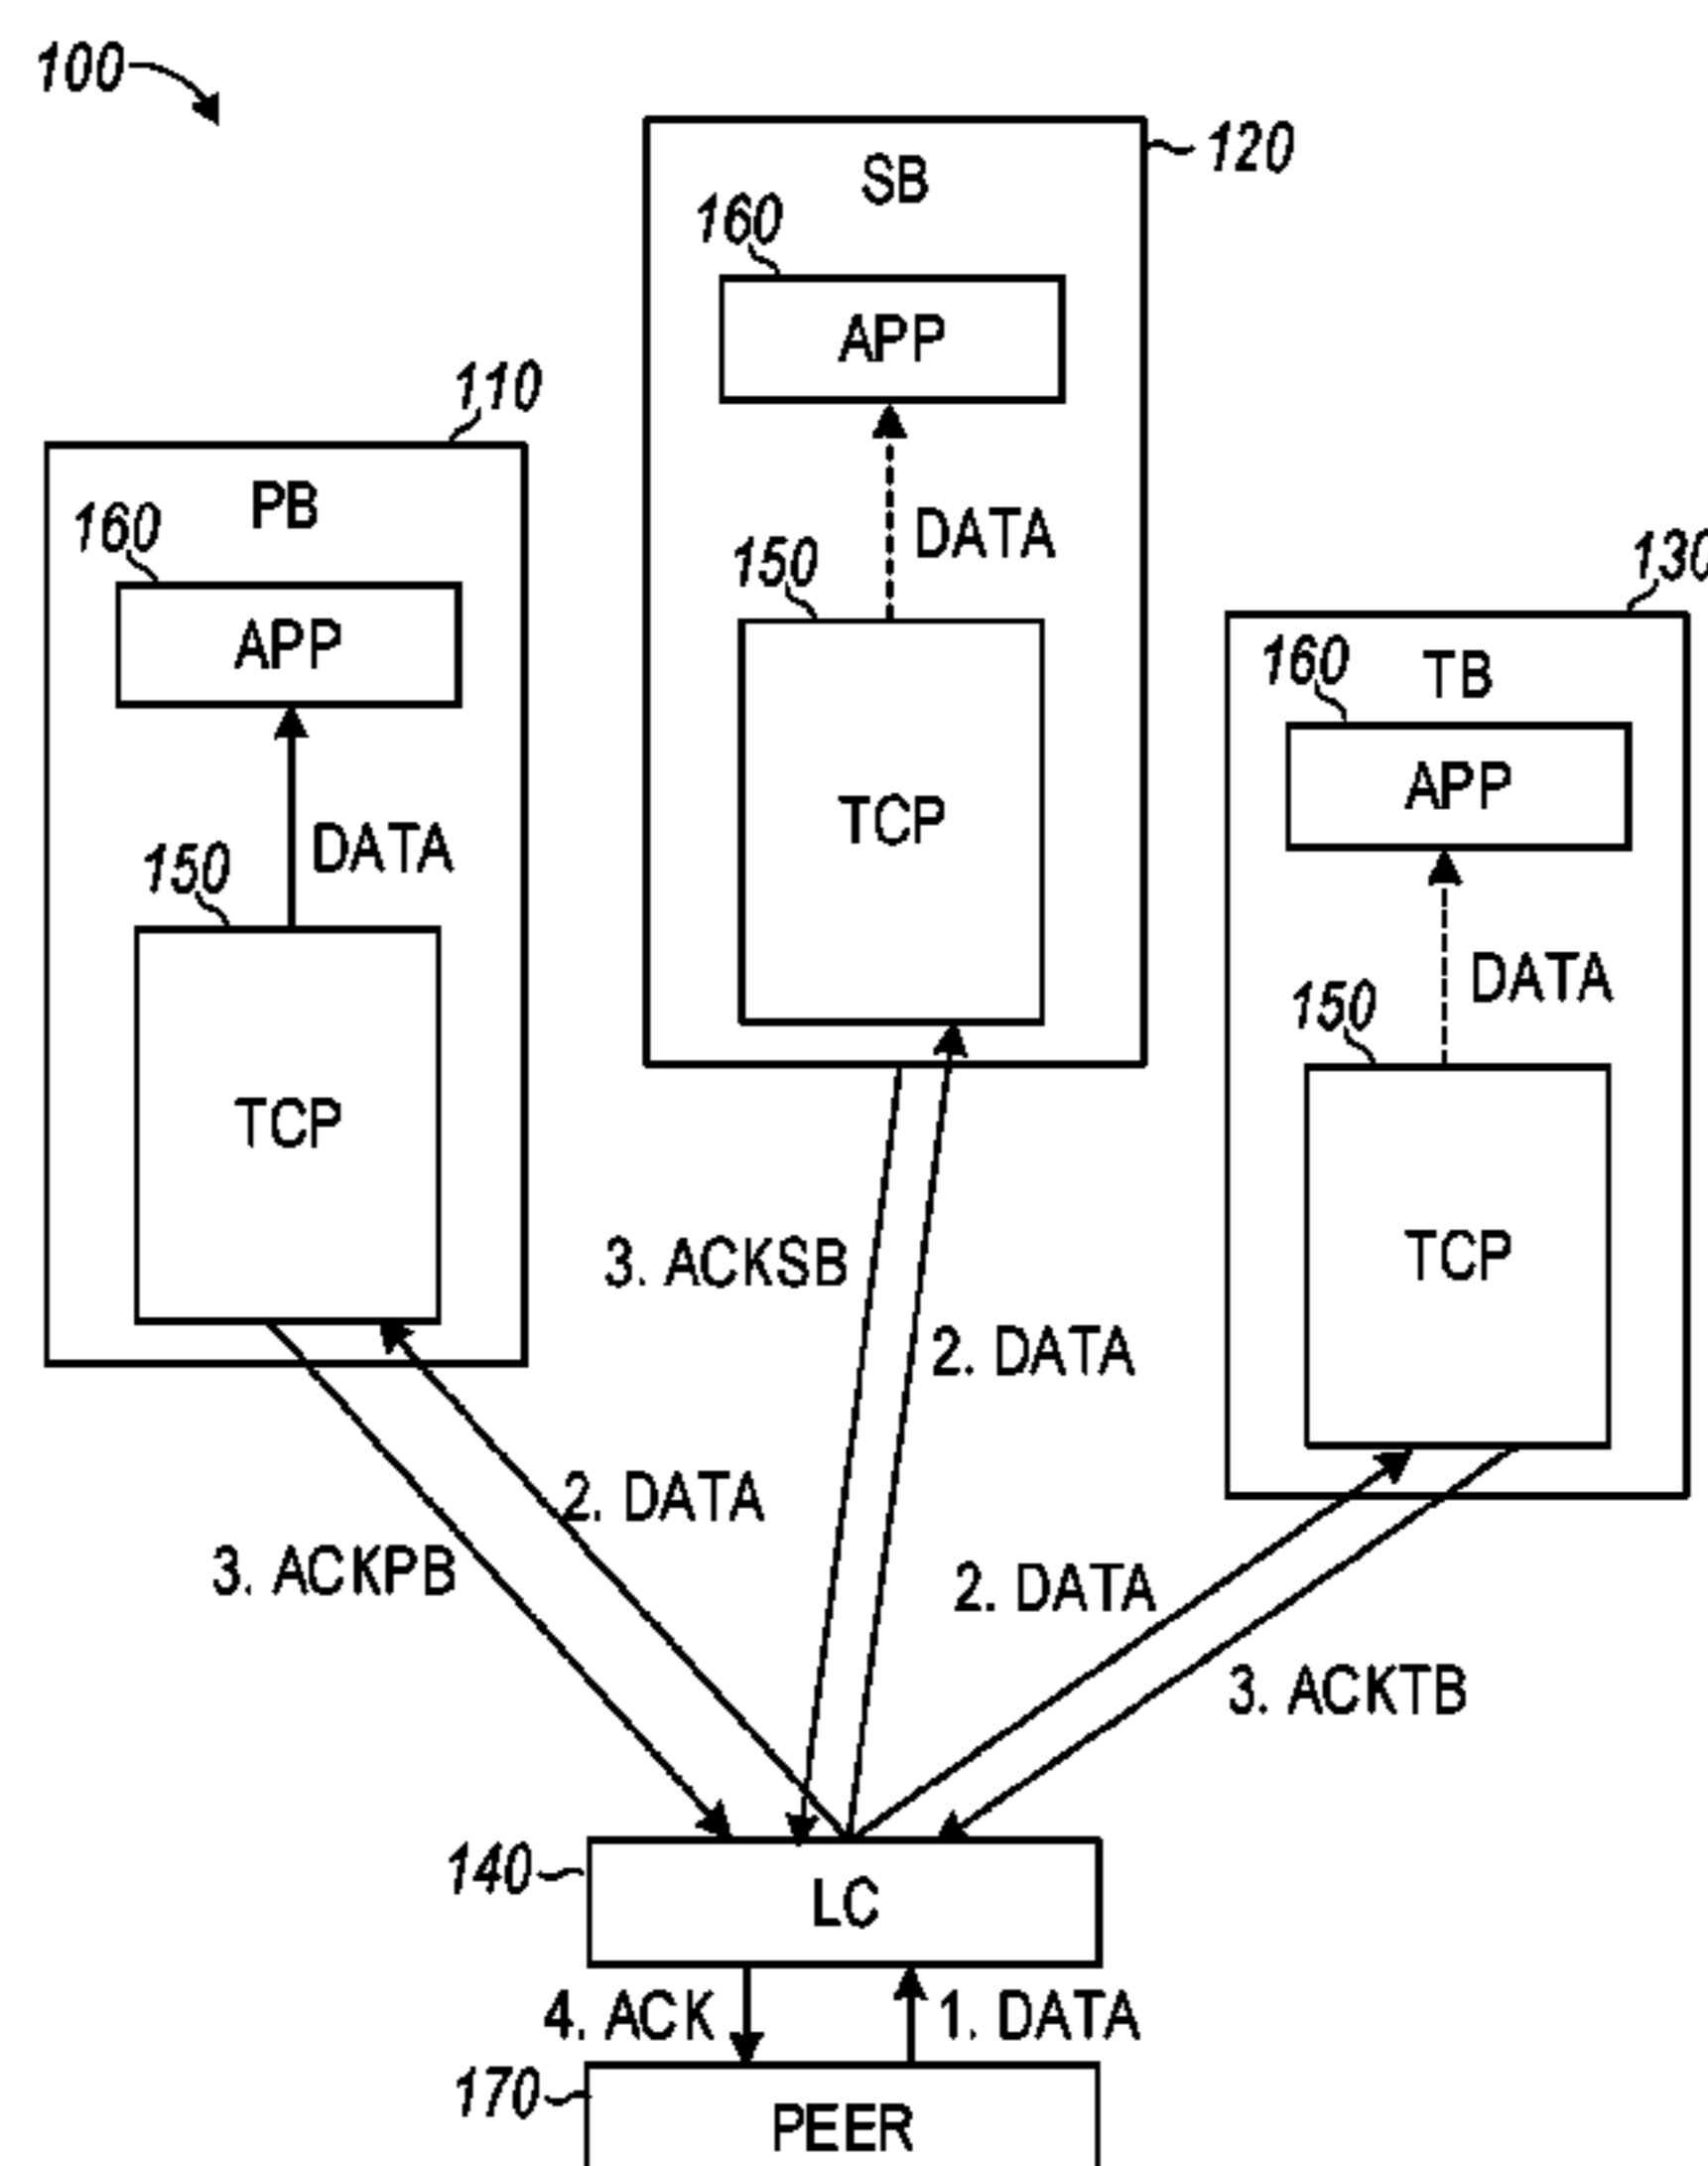 100
120
SB
160
APP
110
PB
160
DATA
150
130
APP
160
TB
TCP
APP
DATA
150
DATA
150
TCP
3. ACKSB
TCP
2. DATA
2. DATA
3. ACKPB
2. DATA
3. ACKTB
140
LC
4. ACK
1. DATA
170
PEER